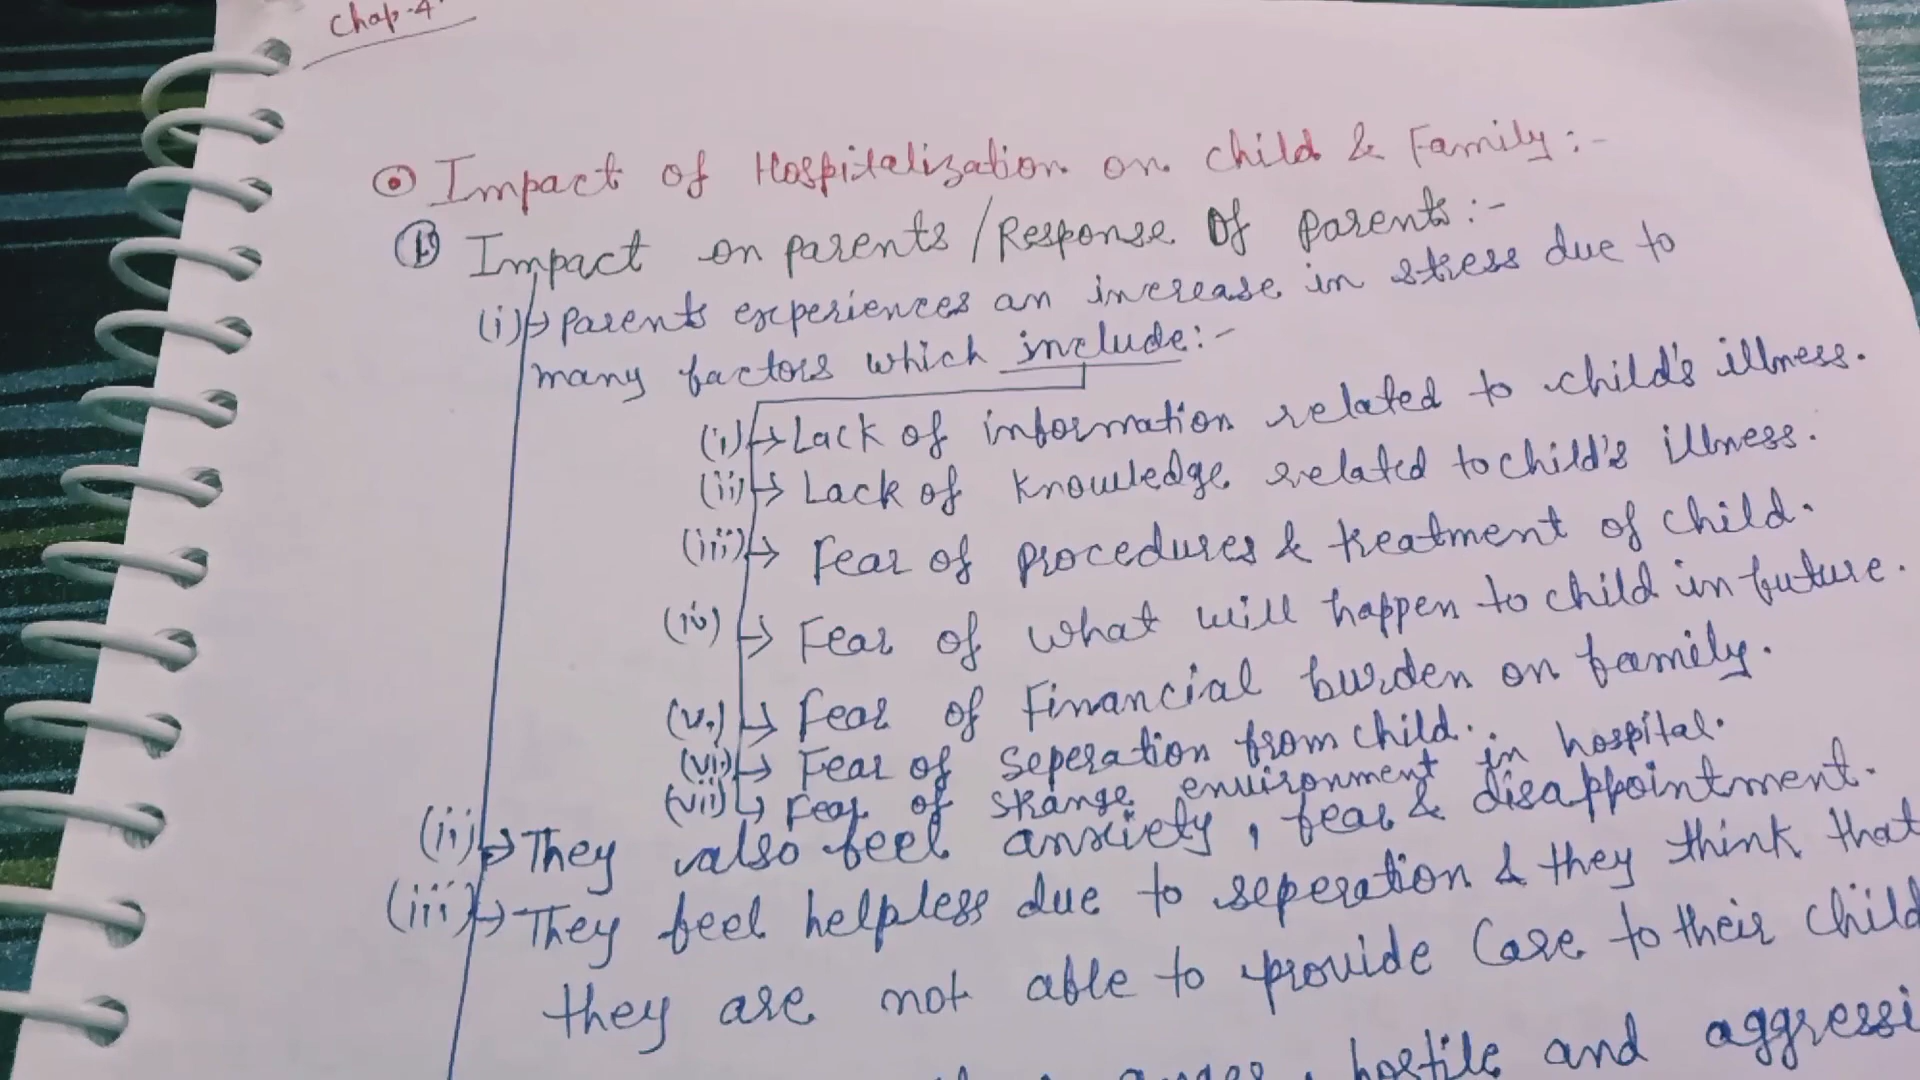 Chap-4
Impact of Hospitalization on child & Family:-
① Impact on parents / Response Of parents:-
(i) → parents experiences an increase in stress due to
many factors which include:-
(i) → Lack of information related to child's illness.
(ii) → Lack of knowledge related to child's illness.
(iii) → Fear of procedures & treatment of child.
(iv) → Fear of what will happen to child in future.
(v.) → Fear of Financial burden on family.
(vi) → Fear of seperation from child.
(vii) → Fear of strange environment in hospital.
(ii) → They also feel anxiety, fear & disappointment.
(iii) → They feel helpless due to seperation & they think that
they are not able to provide Care to their child
hostile and aggressi